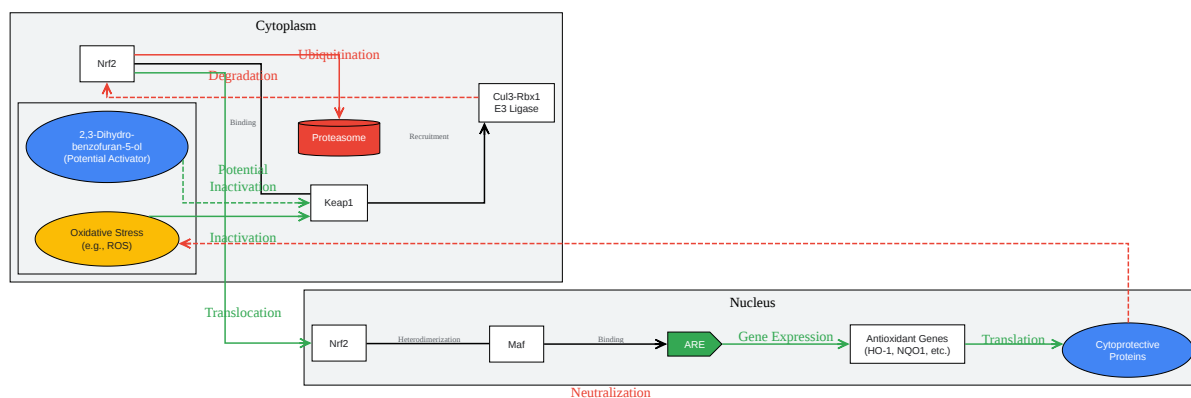 Cytoplasm
Ubiquitination
Nrf2
Degradation
Cul3-Rbx1
E3 Ligase
Binding
Proteasome
Recruitment
2,3-Dihydro-
benzofuran-5-ol
(Potential Activator)
Potential
Inactivation
Keap1
Oxidative Stress
(e.g., ROS)
Inactivation
Nucleus
Translocation
Nrf2
Heterodimerization
Maf
Binding
ARE
Gene Expression
Antioxidant Genes
(HO-1, NQO1, etc.)
Translation
Cytoprotective
Proteins
Neutralization